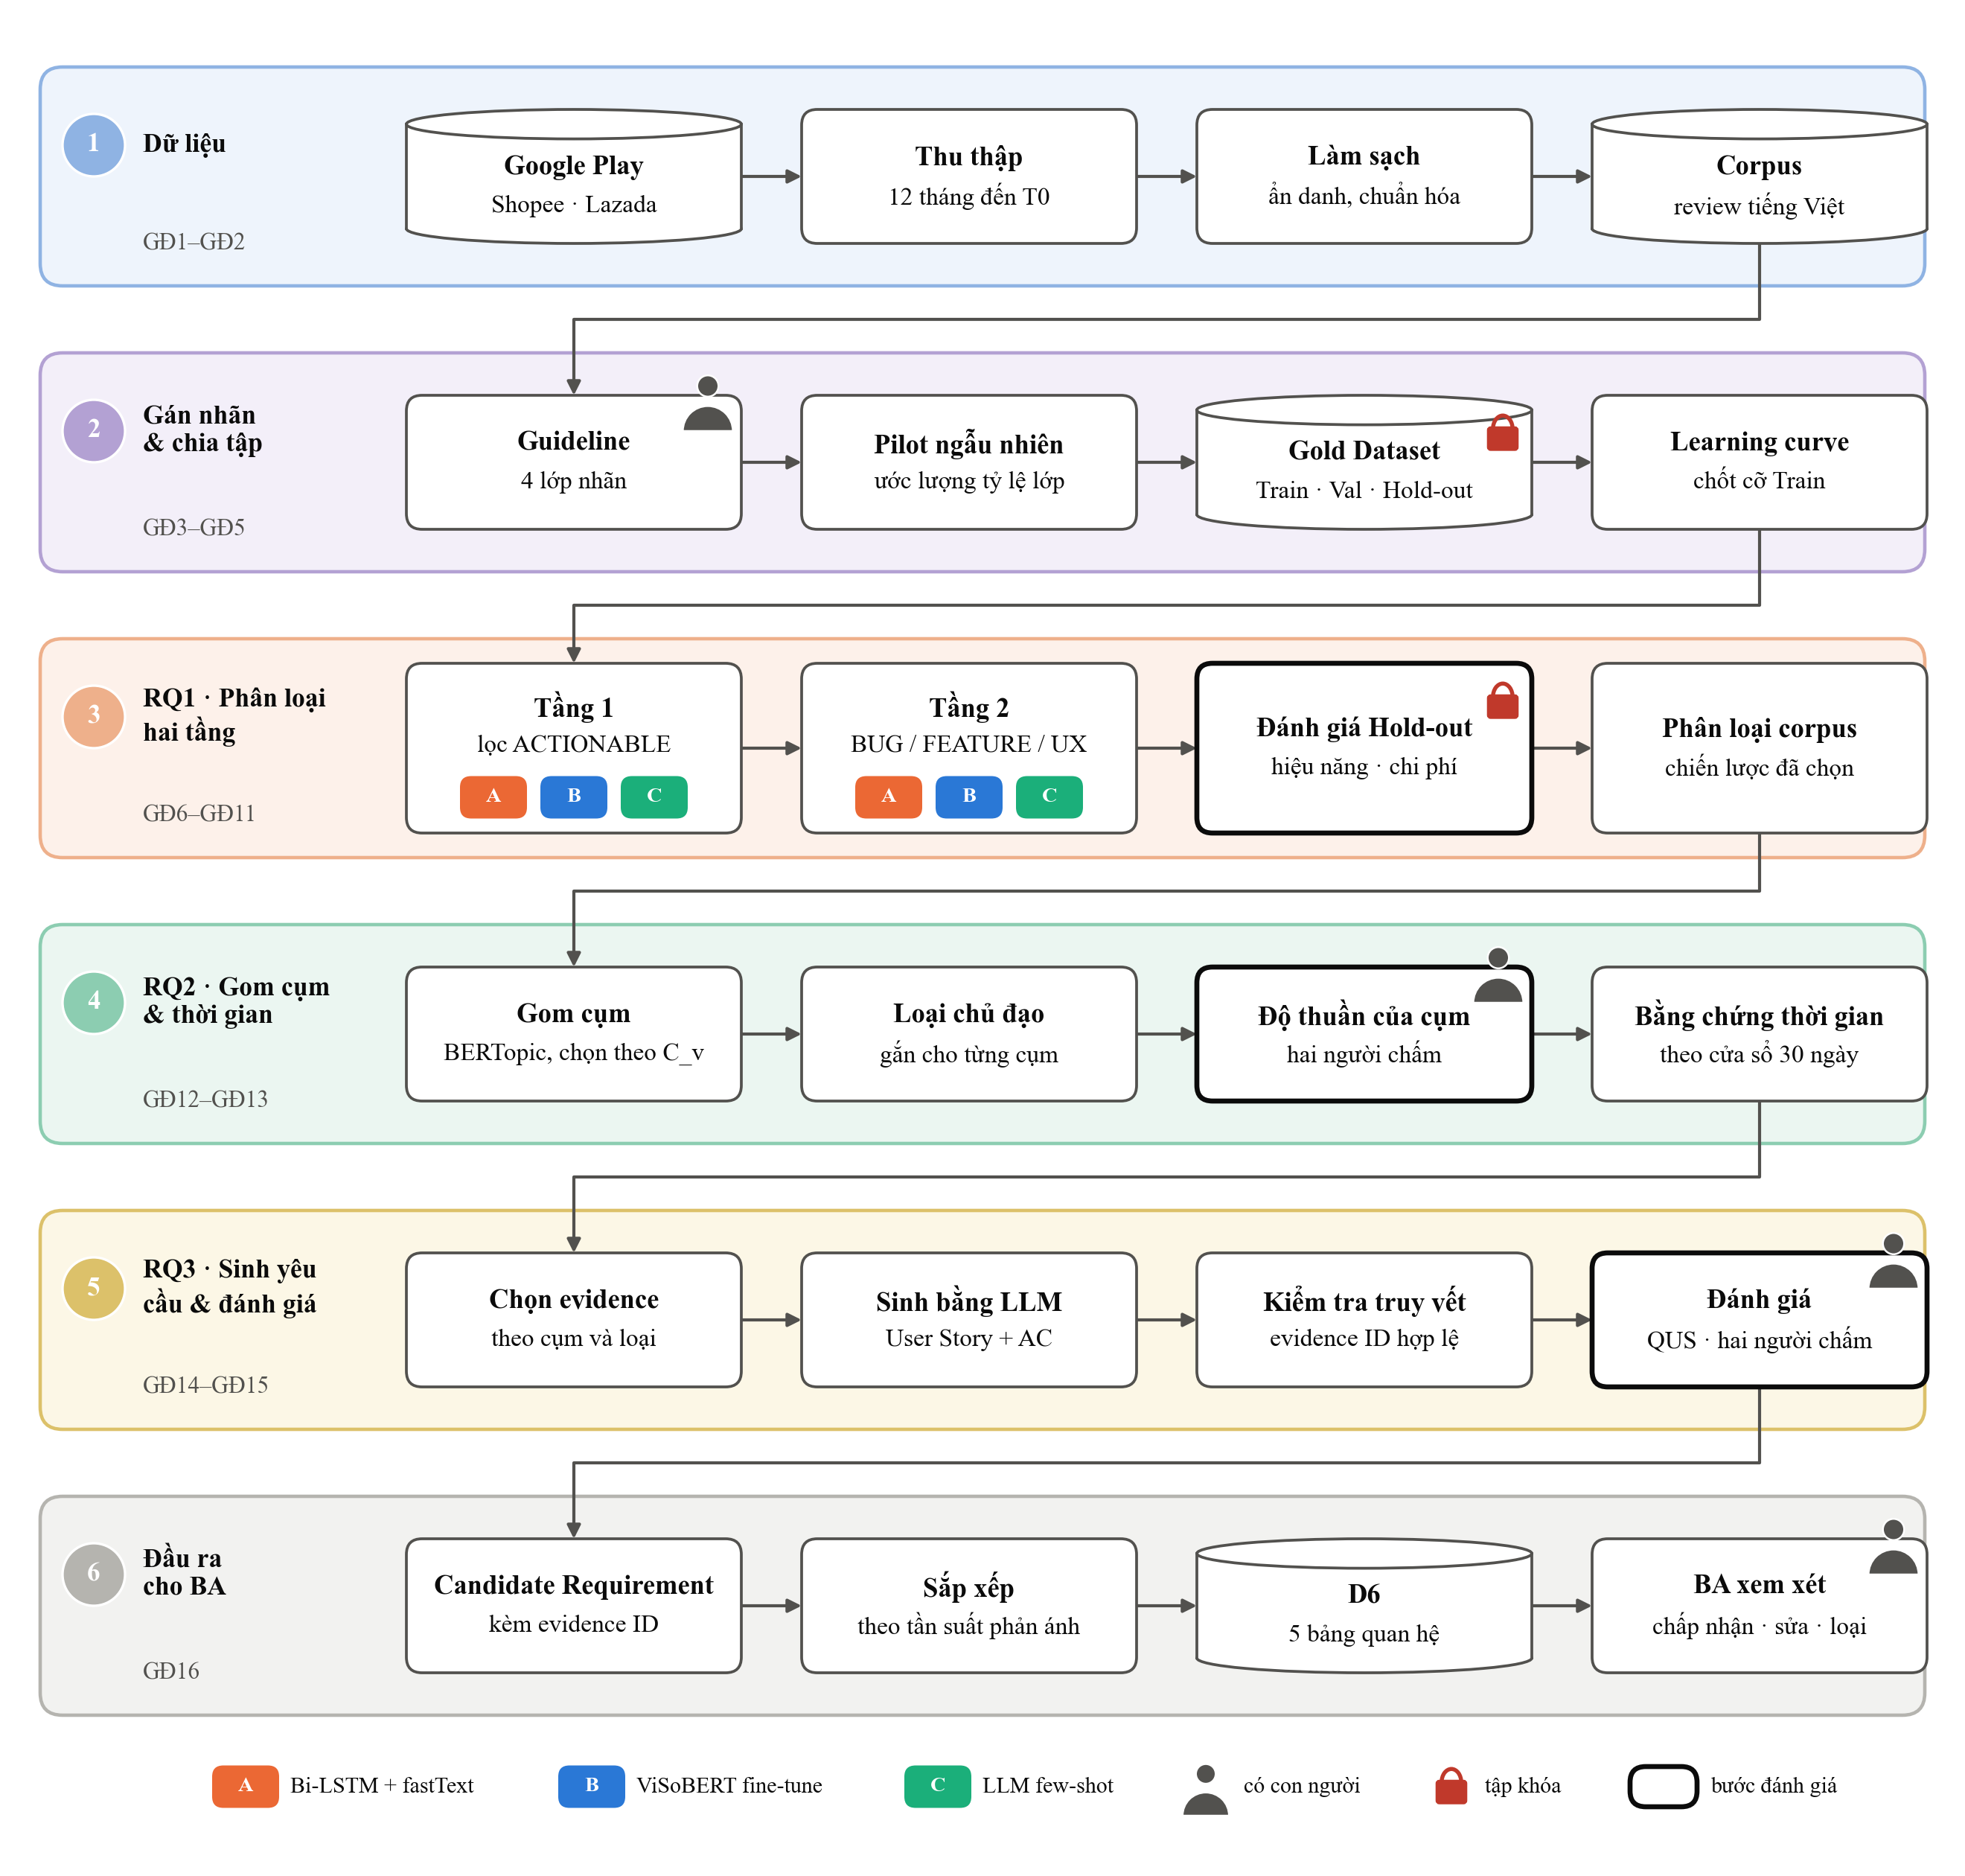 1
Dữ liệu
GĐ1–GĐ2
Google Play
Shopee · Lazada
Thu thập
12 tháng đến T0
Làm sạch
ẩn danh, chuẩn hóa
Corpus
review tiếng Việt
2
Gán nhãn
& chia tập
GĐ3–GĐ5
Guideline
4 lớp nhãn
Pilot ngẫu nhiên
ước lượng tỷ lệ lớp
Gold Dataset
Train · Val · Hold-out
Learning curve
chốt cỡ Train
3
RQ1 · Phân loại
hai tầng
GĐ6–GĐ11
Tầng 1
lọc ACTIONABLE
A B C
Tầng 2
BUG / FEATURE / UX
A B C
Đánh giá Hold-out
hiệu năng · chi phí
Phân loại corpus
chiến lược đã chọn
4
RQ2 · Gom cụm
& thời gian
GĐ12–GĐ13
Gom cụm
BERTopic, chọn theo C_v
Loại chủ đạo
gắn cho từng cụm
Độ thuần của cụm
hai người chấm
Bằng chứng thời gian
theo cửa sổ 30 ngày
5
RQ3 · Sinh yêu
cầu & đánh giá
GĐ14–GĐ15
Chọn evidence
theo cụm và loại
Sinh bằng LLM
User Story + AC
Kiểm tra truy vết
evidence ID hợp lệ
Đánh giá
QUS · hai người chấm
6
Đầu ra
cho BA
GĐ16
Candidate Requirement
kèm evidence ID
Sắp xếp
theo tần suất phản ánh
D6
5 bảng quan hệ
BA xem xét
chấp nhận · sửa · loại
A Bi-LSTM + fastText
B ViSoBERT fine-tune
C LLM few-shot
có con người
tập khóa
bước đánh giá